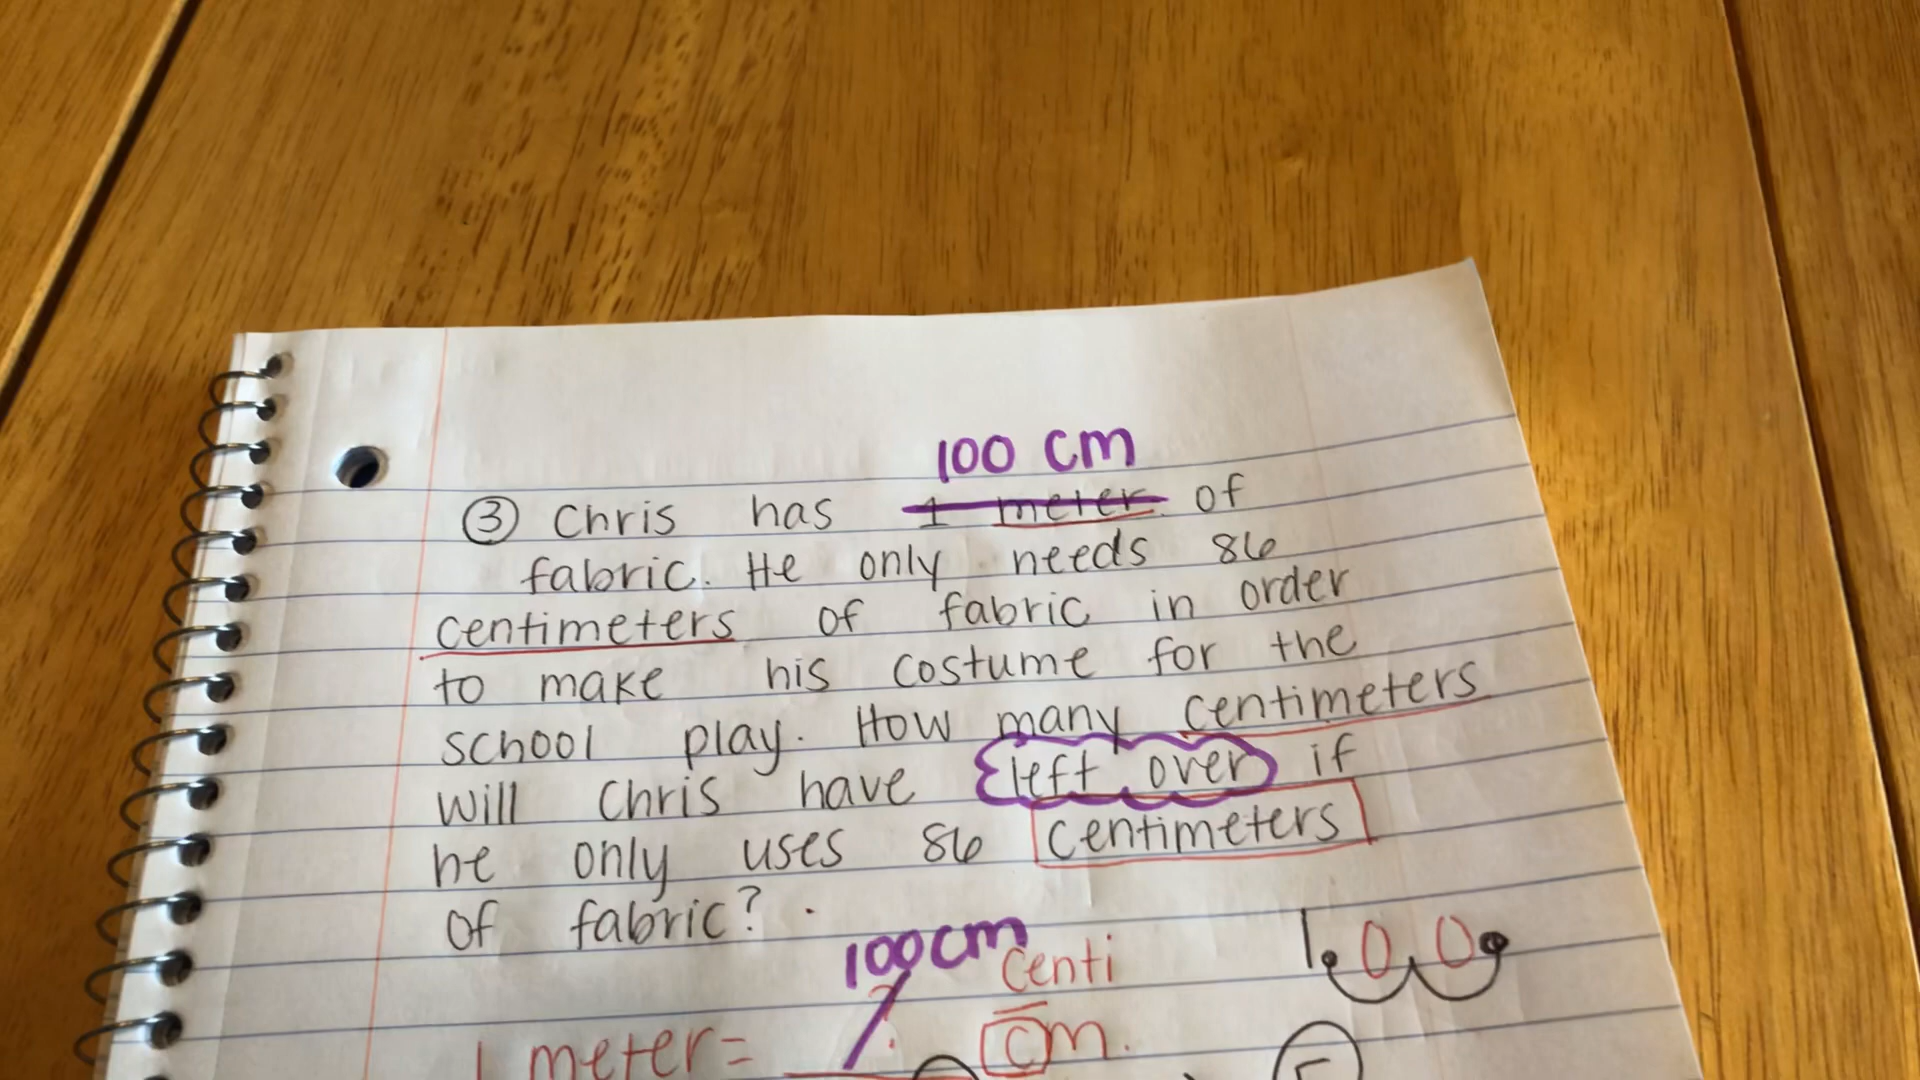 100 cm
③ Chris has 1 meter of
fabric. He only needs 86
centimeters of fabric in order
to make his costume for the
school play. How many centimeters
will Chris have left over if
he only uses 86 centimeters
of fabric?
100cm centi 1.00.
1 meter = ? cm.